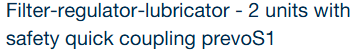 Filter-regulator-lubricator - 2 units with
safety quick coupling prevoS1